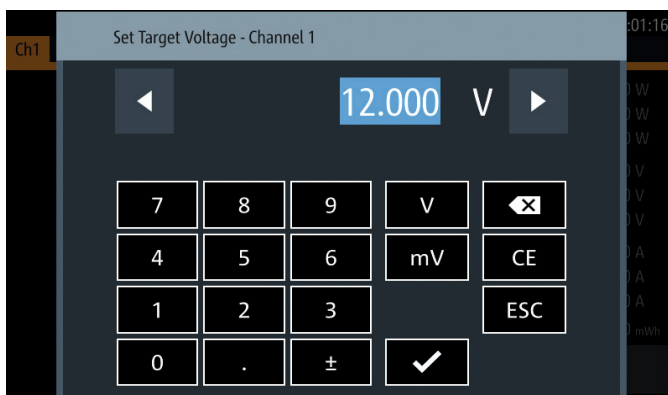 Set Target Voltage - Channel 1
:01:16
Ch1
12.000 V
W
W
W
V
V
V
A
A
A
mWh
7 8 9 V
4 5 6 mV CE
1 2 3 ESC
0 . ±